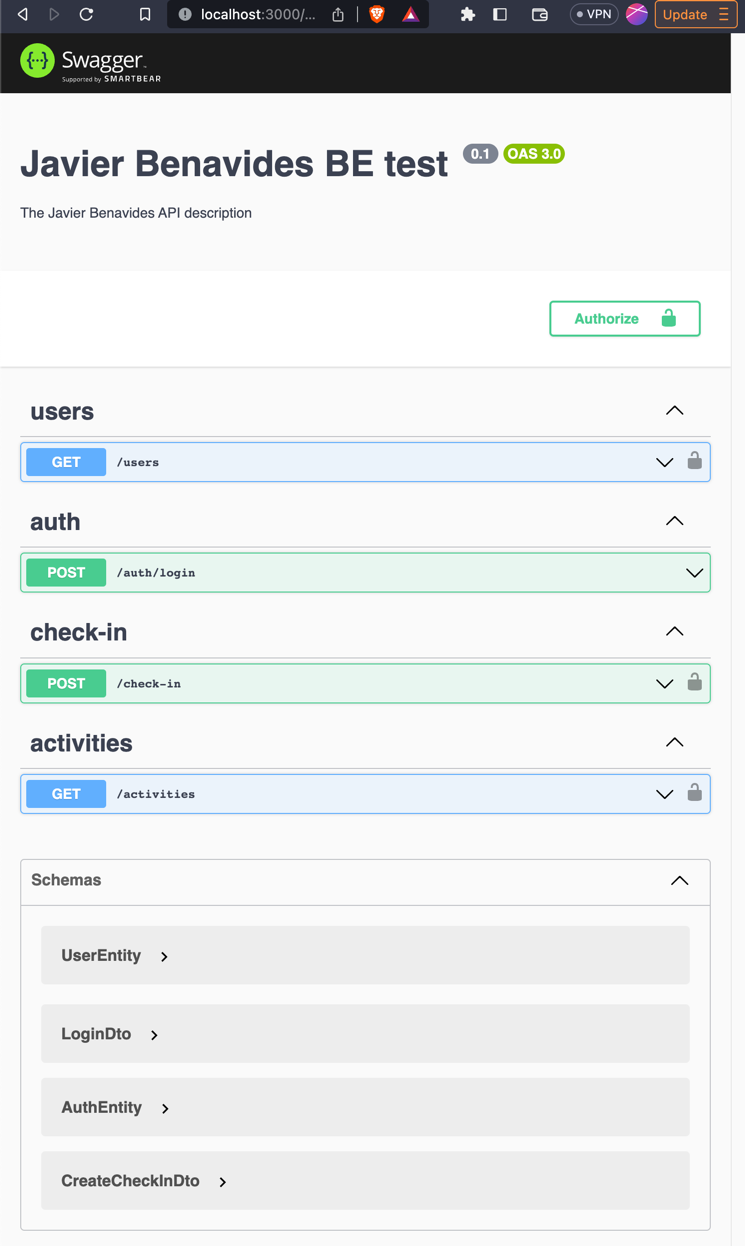 localhost:3000/...
VPN
Update
Swagger™
Supported by SMARTBEAR
Javier Benavides BE test 0.1 OAS 3.0
The Javier Benavides API description
Authorize
users
GET /users
auth
POST /auth/login
check-in
POST /check-in
activities
GET /activities
Schemas
UserEntity
LoginDto
AuthEntity
CreateCheckInDto